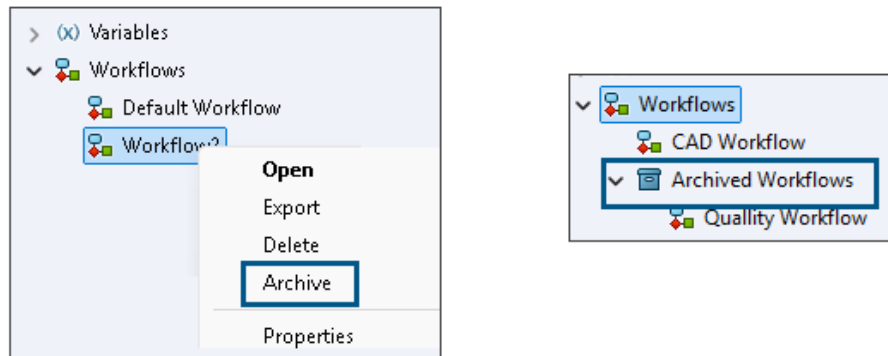 (x) Variables
Workflows
Default Workflow
Workflow2
Open
Export
Delete
Archive
Properties
Workflows
CAD Workflow
Archived Workflows
Quallity Workflow